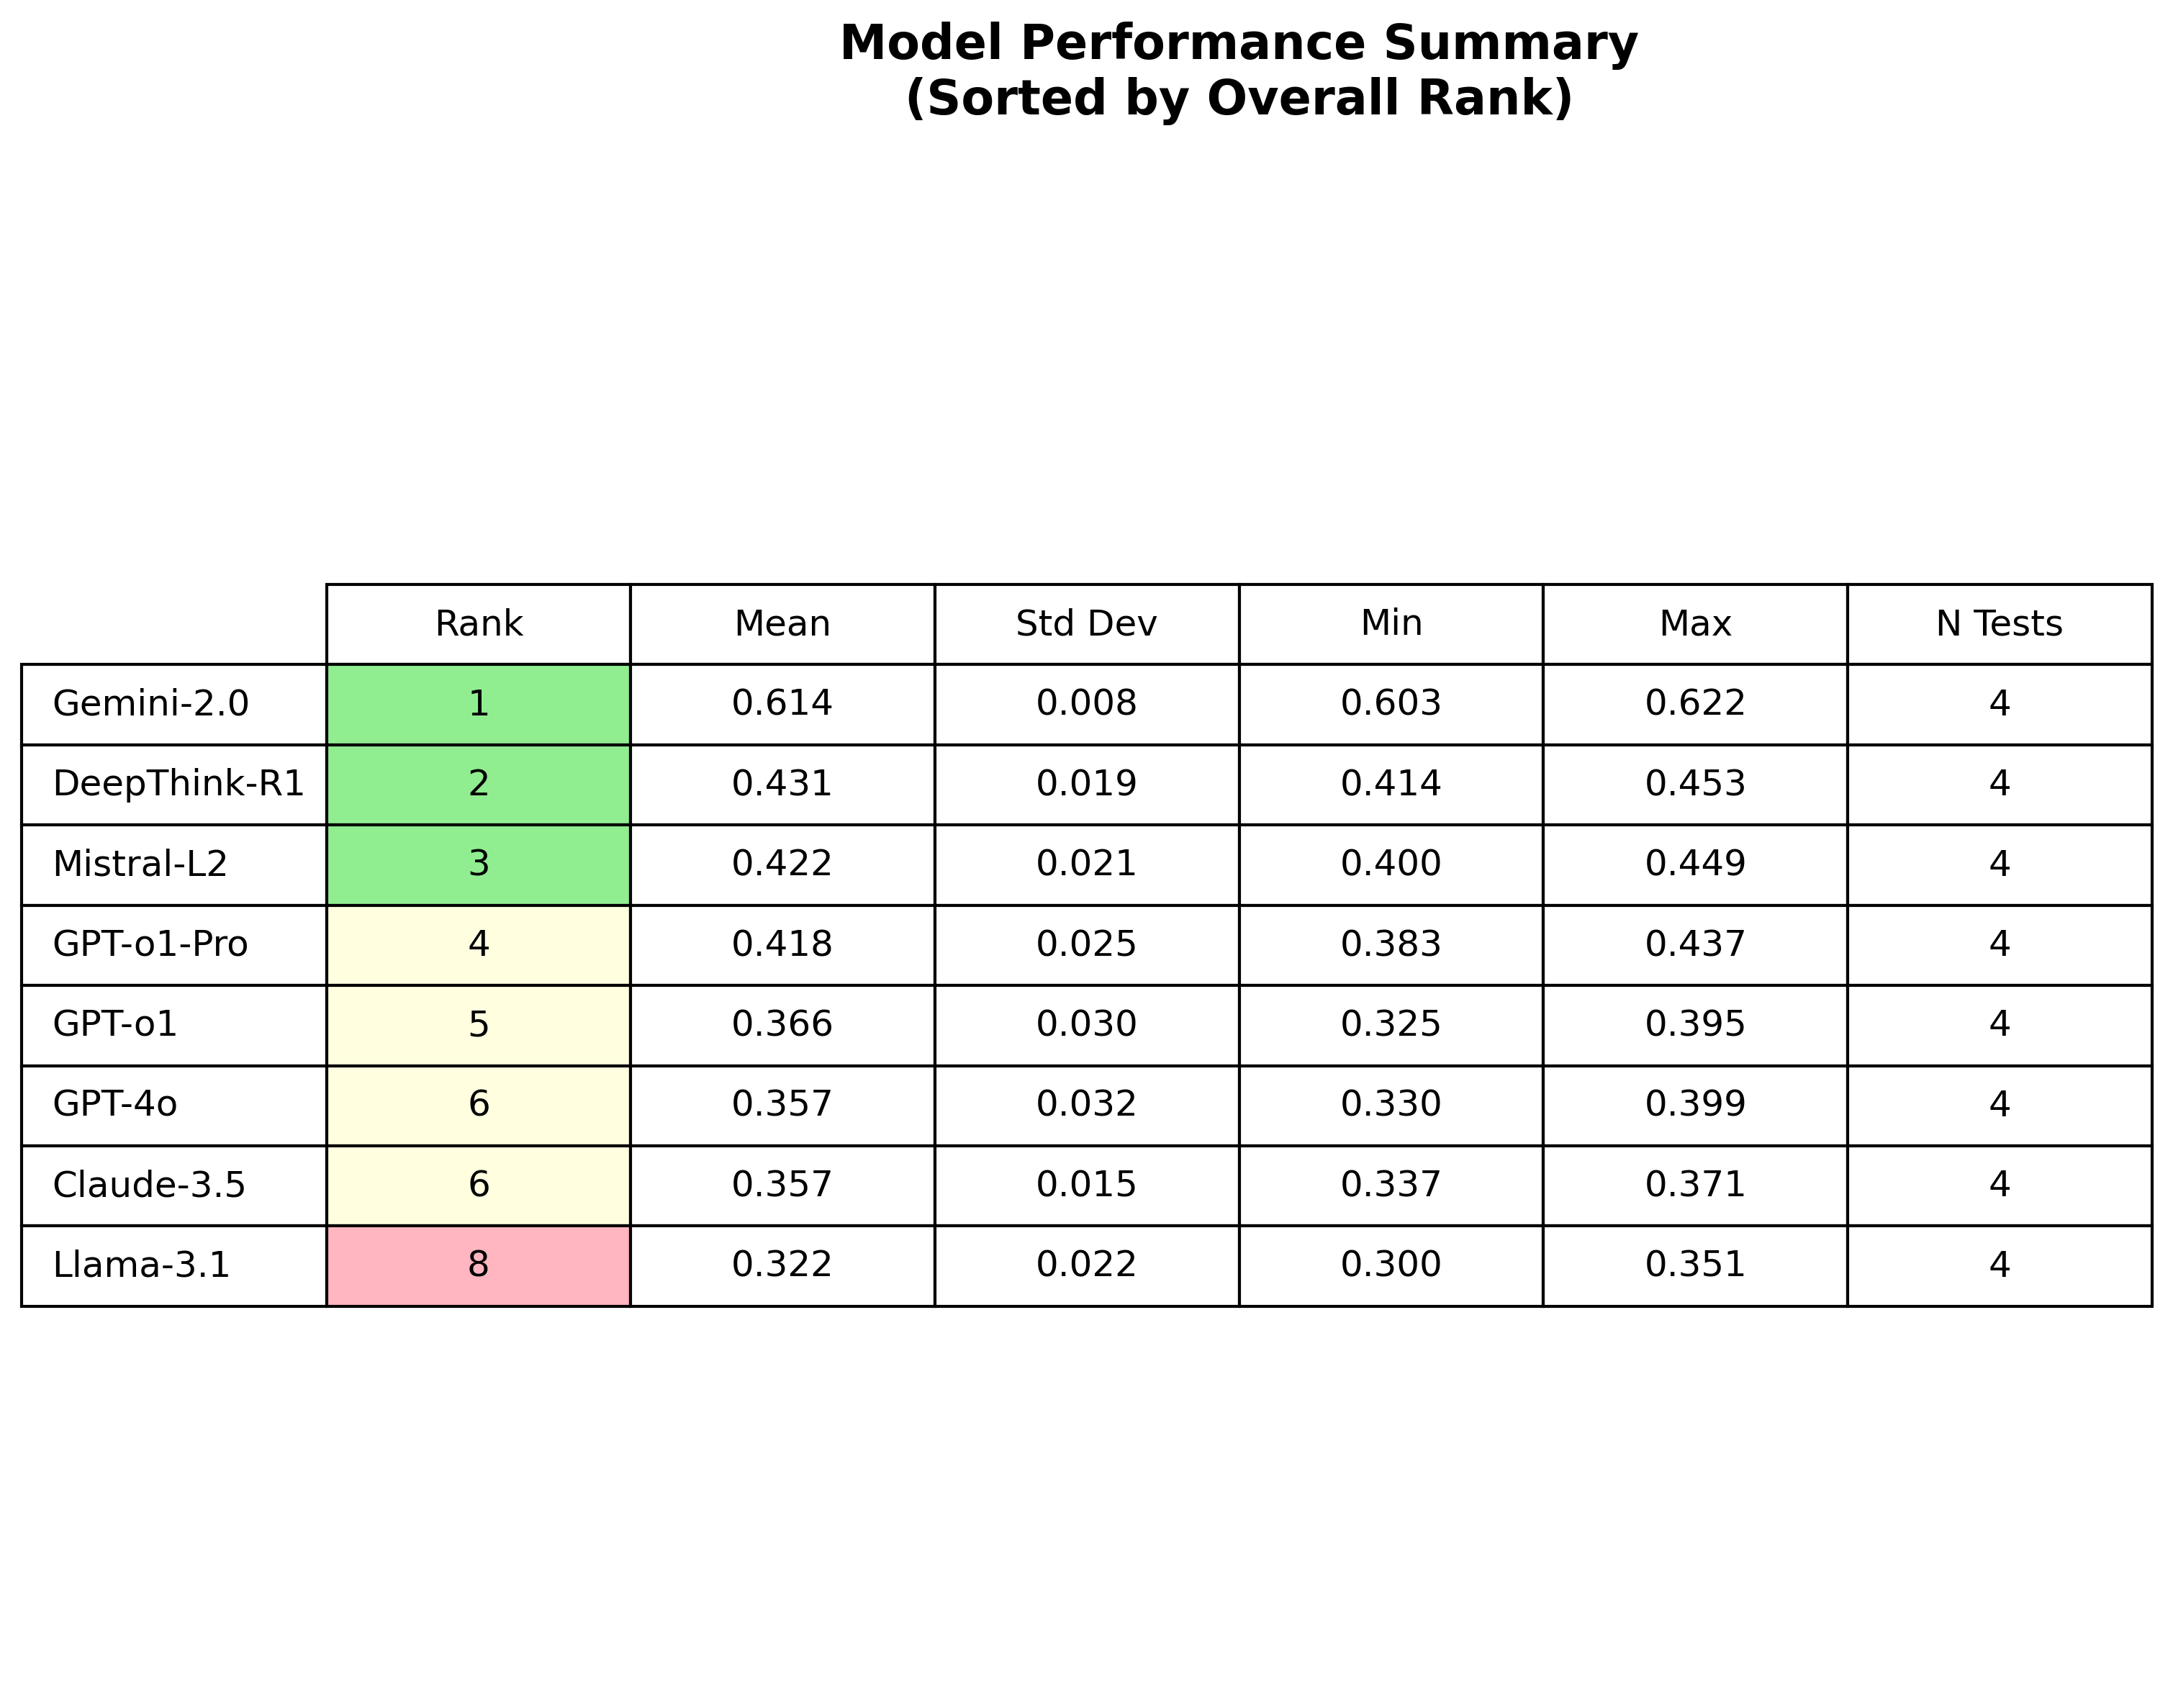 Model Performance Summary
(Sorted by Overall Rank)
Rank Mean Std Dev Min Max N Tests
Gemini-2.0 1 0.614 0.008 0.603 0.622 4
DeepThink-R1 2 0.431 0.019 0.414 0.453 4
Mistral-L2 3 0.422 0.021 0.400 0.449 4
GPT-o1-Pro 4 0.418 0.025 0.383 0.437 4
GPT-o1 5 0.366 0.030 0.325 0.395 4
GPT-4o 6 0.357 0.032 0.330 0.399 4
Claude-3.5 6 0.357 0.015 0.337 0.371 4
Llama-3.1 8 0.322 0.022 0.300 0.351 4